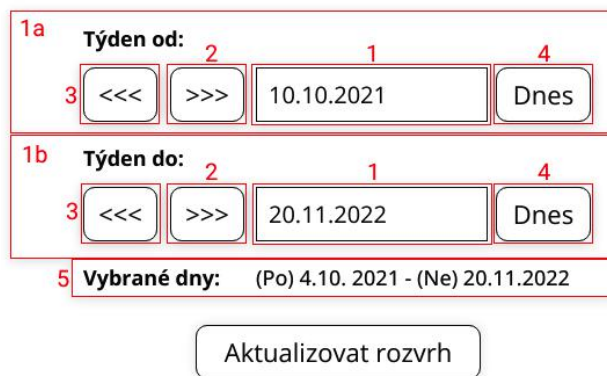 1a
Týden od:
2 1 4
3 <<< >>> 10.10.2021 Dnes
1b
Týden do:
2 1 4
3 <<< >>> 20.11.2022 Dnes
5 Vybrané dny: (Po) 4.10. 2021 - (Ne) 20.11.2022
Aktualizovat rozvrh